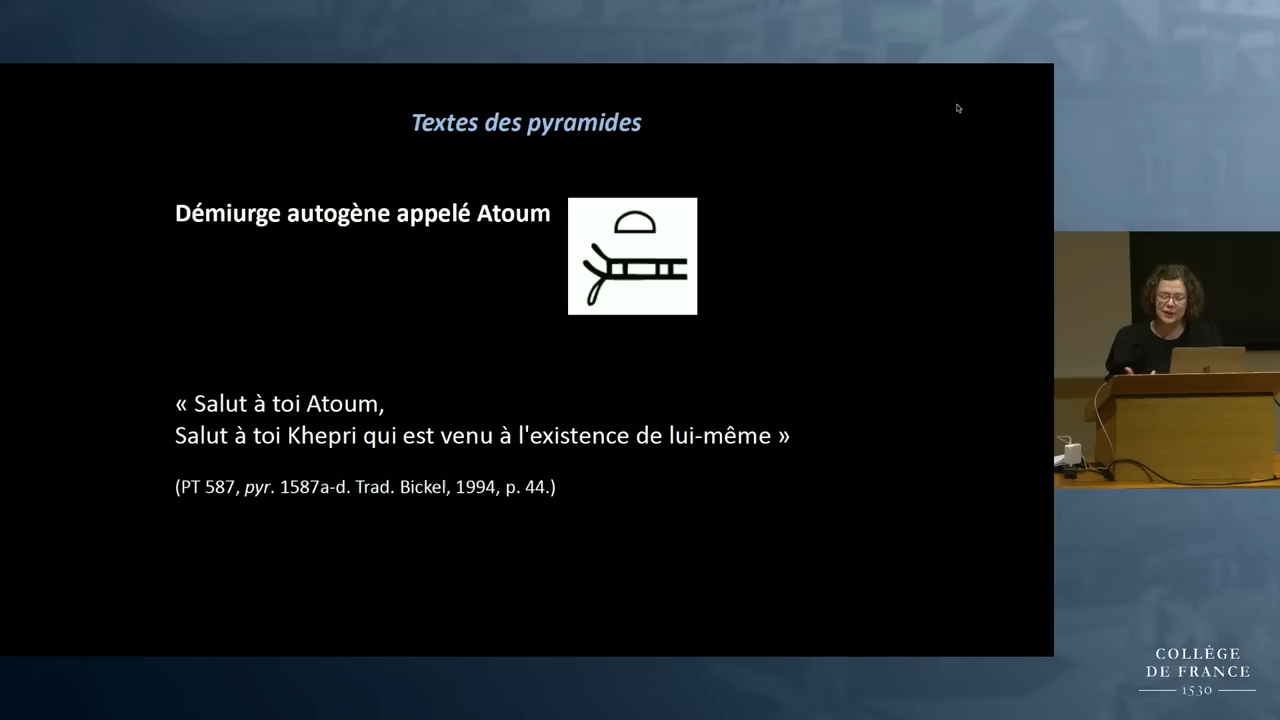 Textes des pyramides
Démiurge autogène appelé Atoum
« Salut à toi Atoum,
Salut à toi Khepri qui est venu à l'existence de lui-même »
(PT 587, pyr. 1587a-d. Trad. Bickel, 1994, p. 44.)
COLLÈGE
DE FRANCE
1530